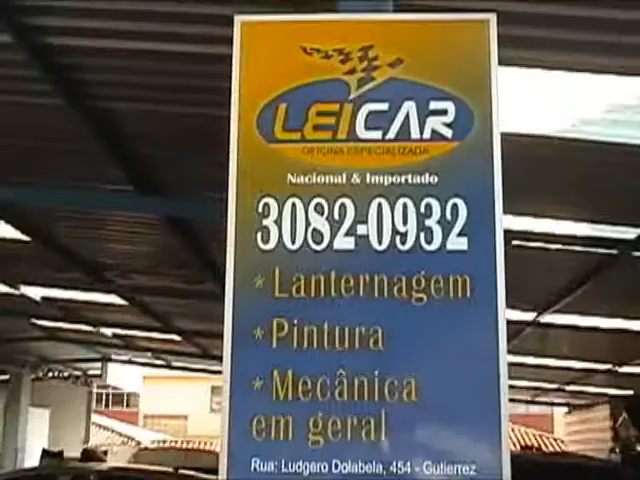 LEICAR
OFICINA ESPECIALIZADA
Nacional & Importado
3082-0932
* Lanternagem
* Pintura
* Mecânica
em geral
Rua: Ludgero Dolabela, 454 - Gutierrez